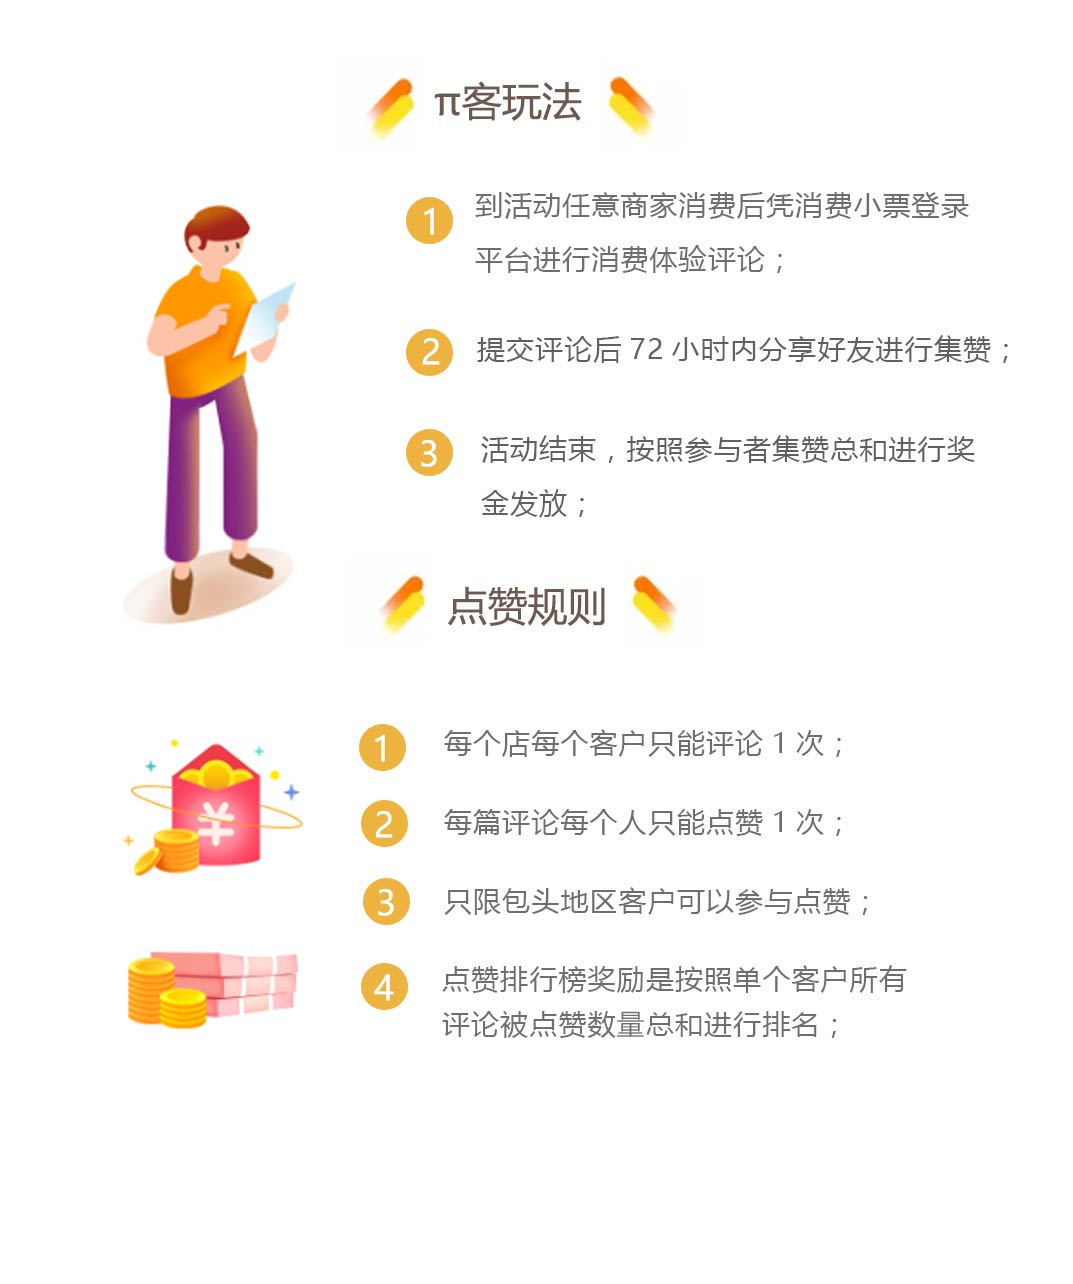 π客玩法
1 到活动任意商家消费后凭消费小票登录
平台进行消费体验评论；
2 提交评论后 72 小时内分享好友进行集赞；
3 活动结束，按照参与者集赞总和进行奖
金发放；
点赞规则
1 每个店每个客户只能评论 1 次；
2 每篇评论每个人只能点赞 1 次；
3 只限包头地区客户可以参与点赞；
4 点赞排行榜奖励是按照单个客户所有
评论被点赞数量总和进行排名；
¥